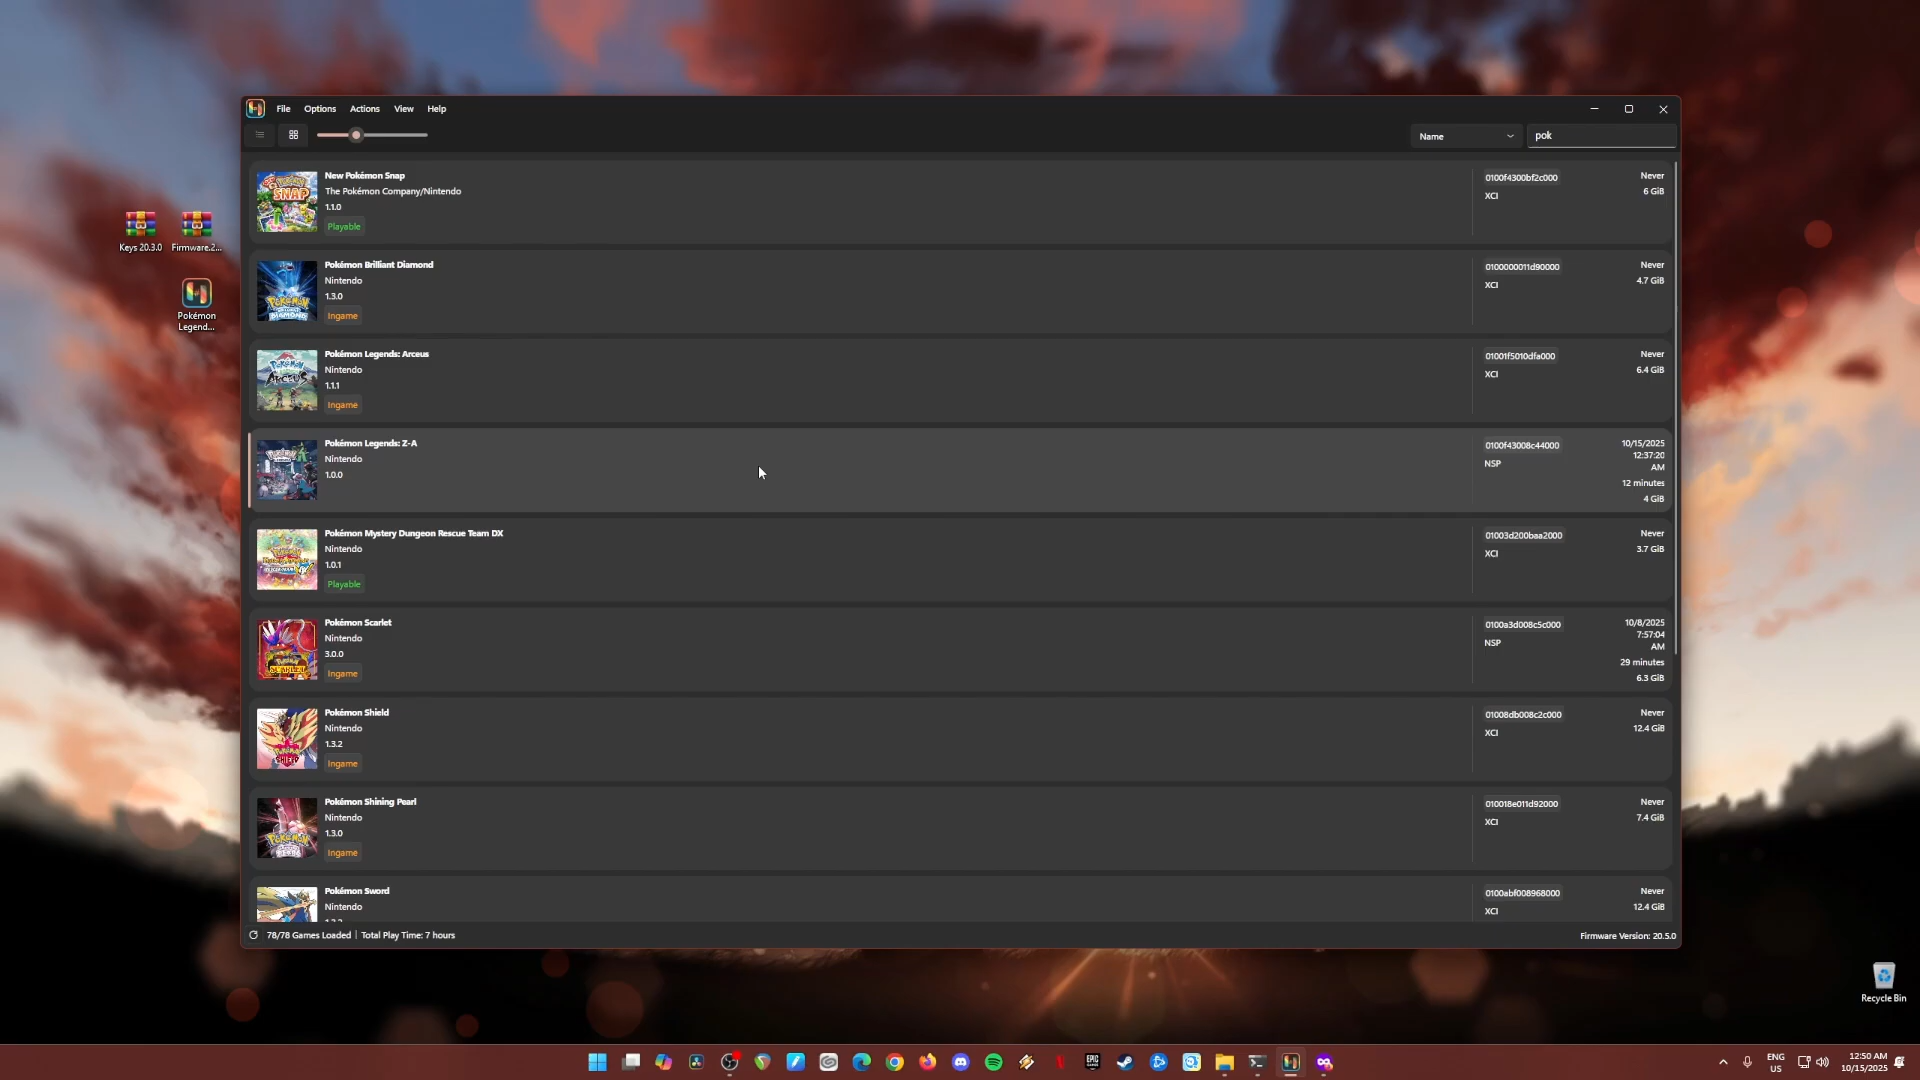 File Options Actions View Help
Name
pok
New Pokémon Snap
The Pokémon Company/Nintendo
1.1.0
Playable
0100f4300bf2c000
XCI
Never
6 GiB
Pokémon Brilliant Diamond
Nintendo
1.3.0
Ingame
0100000011d90000
XCI
Never
4.7 GiB
Pokémon Legends: Arceus
Nintendo
1.1.1
Ingame
01001f5010dfa000
XCI
Never
6.4 GiB
Pokémon Legends: Z-A
Nintendo
1.0.0
0100f43008c44000
NSP
10/15/2025
12:37:20
AM
12 minutes
4 GiB
Pokémon Mystery Dungeon Rescue Team DX
Nintendo
1.0.1
Playable
01003d200baa2000
XCI
Never
3.7 GiB
Pokémon Scarlet
Nintendo
3.0.0
Ingame
0100a3d008c5c000
NSP
10/8/2025
7:57:04
AM
29 minutes
6.3 GiB
Pokémon Shield
Nintendo
1.3.2
Ingame
01008db008c2c000
XCI
Never
12.4 GiB
Pokémon Shining Pearl
Nintendo
1.3.0
Ingame
010018e011d92000
XCI
Never
7.4 GiB
Pokémon Sword
Nintendo
0100abf008968000
XCI
Never
12.4 GiB
78/78 Games Loaded | Total Play Time: 7 hours
Firmware Version: 20.5.0
Keys 20.3.0
Firmware.2...
Pokémon
Legend...
Recycle Bin
ENG
US
12:50 AM
10/15/2025